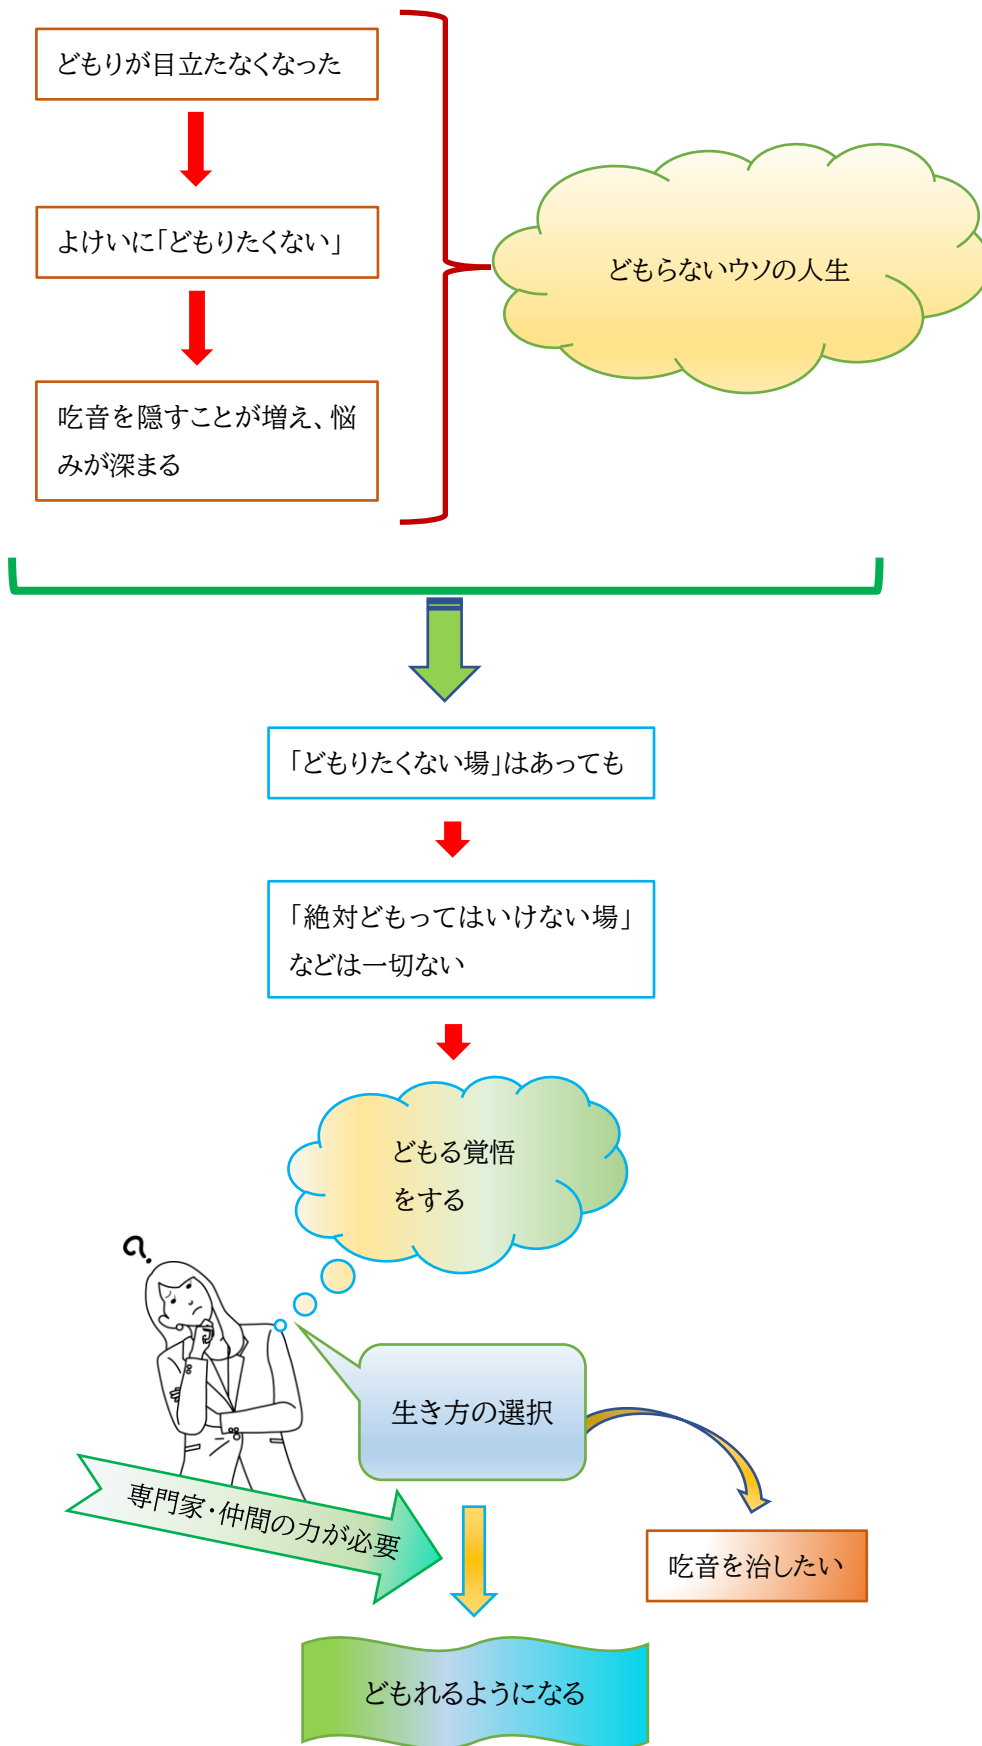 どもりが目立たなくなった
よけいに「どもりたくない」
どもらないウソの人生
吃音を隠すことが増え、悩
みが深まる
「どもりたくない場」はあっても
「絶対どもってはいけない場」
などは一切ない
どもる覚悟
をする
?
生き方の選択
専門家・仲間の力が必要
吃音を治したい
どもれるようになる